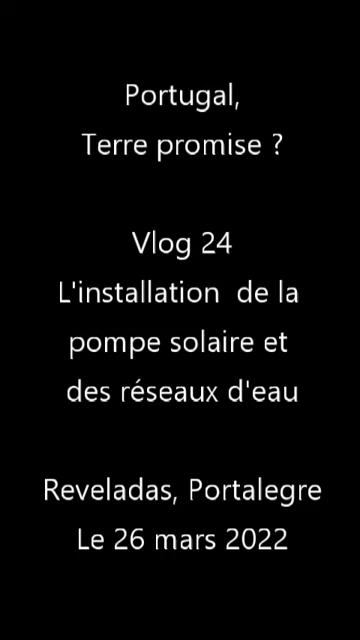 Portugal,
Terre promise ?
Vlog 24
L'installation  de la
pompe solaire et
des réseaux d'eau
Reveladas, Portalegre
Le 26 mars 2022